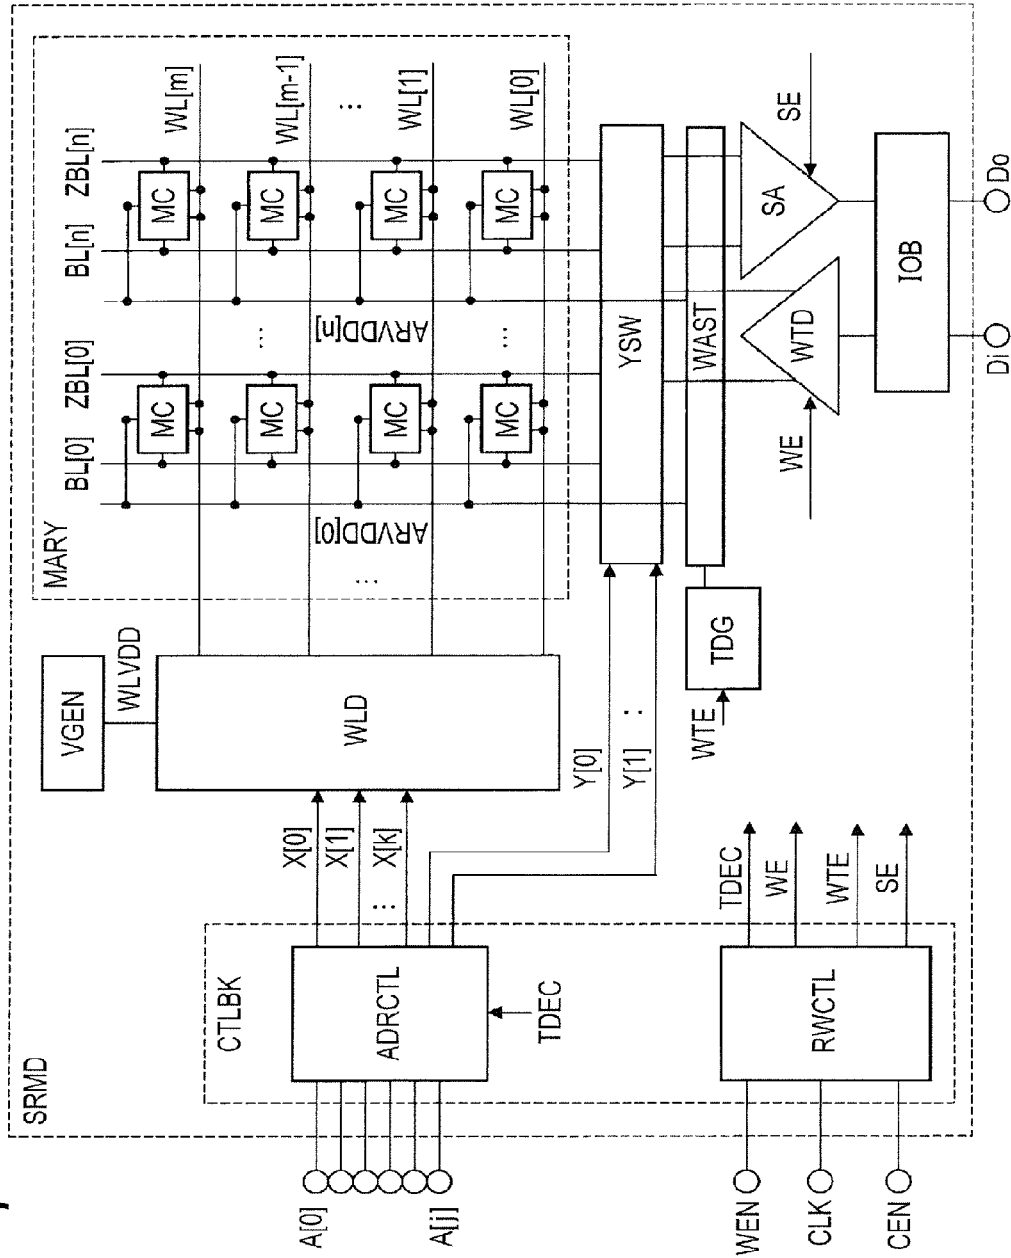 SRMD
CTLBK
A[0]
A[j]
ADRCTL
TDEC
X[0]
X[1]
X[k]
...
Y[0]
Y[1]
:
WEN
CLK
CEN
RWCTL
TDEC
WE
WTE
SE
VGEN
WLVDD
WLD
MARY
BL[0]
ZBL[0]
BL[n]
ZBL[n]
MC
MC
WL[m]
MC
MC
WL[m-1]
...
...
ARVDD[0]
ARVDD[n]
...
MC
MC
WL[1]
MC
MC
WL[0]
YSW
WAST
TDG
WTE
WTD
WE
SA
SE
IOB
Di
Do